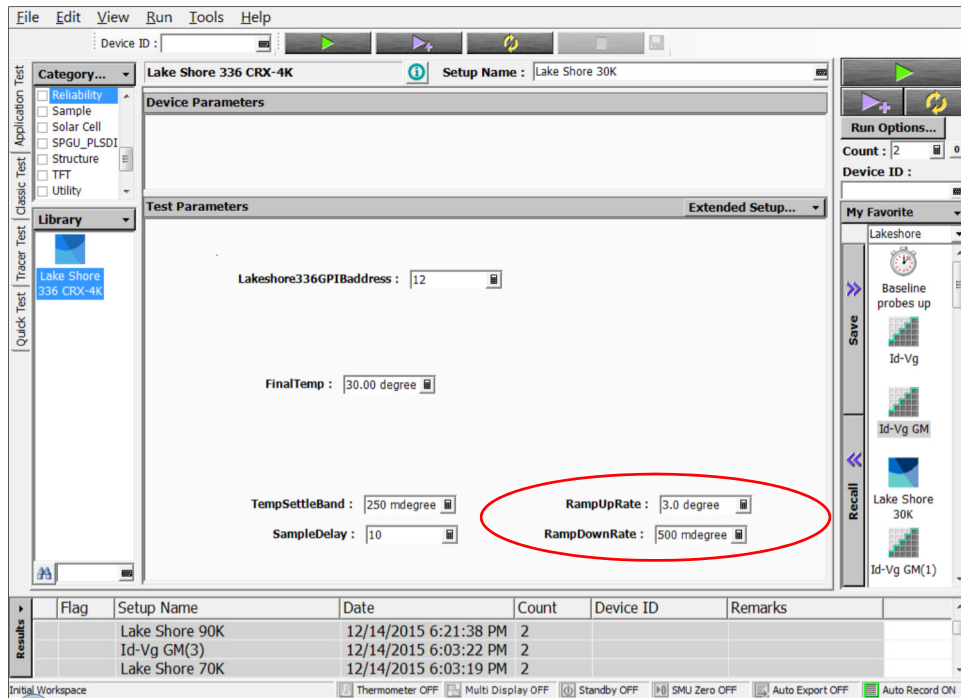 File Edit View Run Tools Help
Device ID :
Application Test
Classic Test
Tracer Test
Quick Test
Category...
Reliability
Sample
Solar Cell
SPGU_PLSDI
Structure
TFT
Utility
Library
Lake Shore
336 CRX-4K
Lake Shore 336 CRX-4K
Setup Name : Lake Shore 30K
Device Parameters
Test Parameters
Extended Setup...
Lakeshore336GPIBaddress : 12
FinalTemp : 30.00 degree
TempSettleBand : 250 mdegree
RampUpRate : 3.0 degree
SampleDelay : 10
RampDownRate : 500 mdegree
Run Options...
Count : 2
0
Device ID :
My Favorite
Lakeshore
Save
Recall
Baseline
probes up
Id-Vg
Id-Vg GM
Lake Shore
30K
Id-Vg GM(1)
Results
Flag Setup Name Date Count Device ID Remarks
Lake Shore 90K 12/14/2015 6:21:38 PM 2
Id-Vg GM(3) 12/14/2015 6:03:22 PM 2
Lake Shore 70K 12/14/2015 6:03:19 PM 2
Initial Workspace Thermometer OFF Multi Display OFF Standby OFF SMU Zero OFF Auto Export OFF Auto Record ON